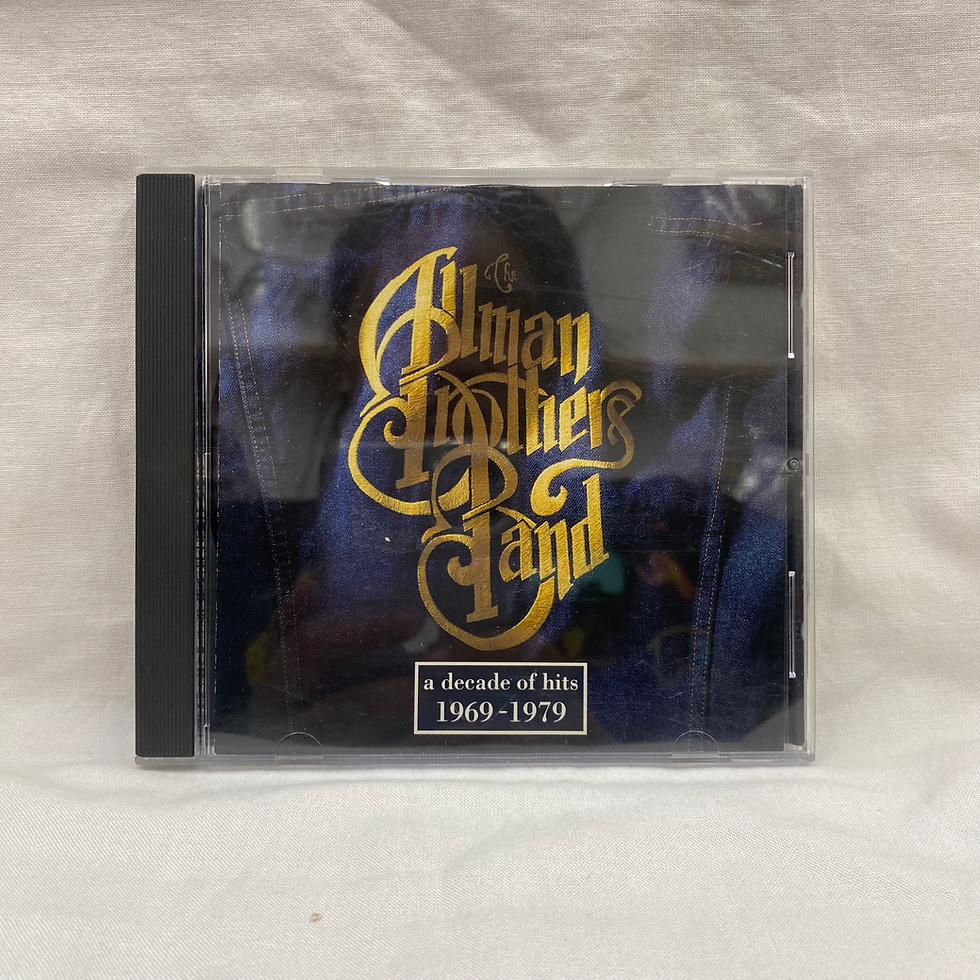 The
Allman
Brothers
Band
a decade of hits
1969-1979